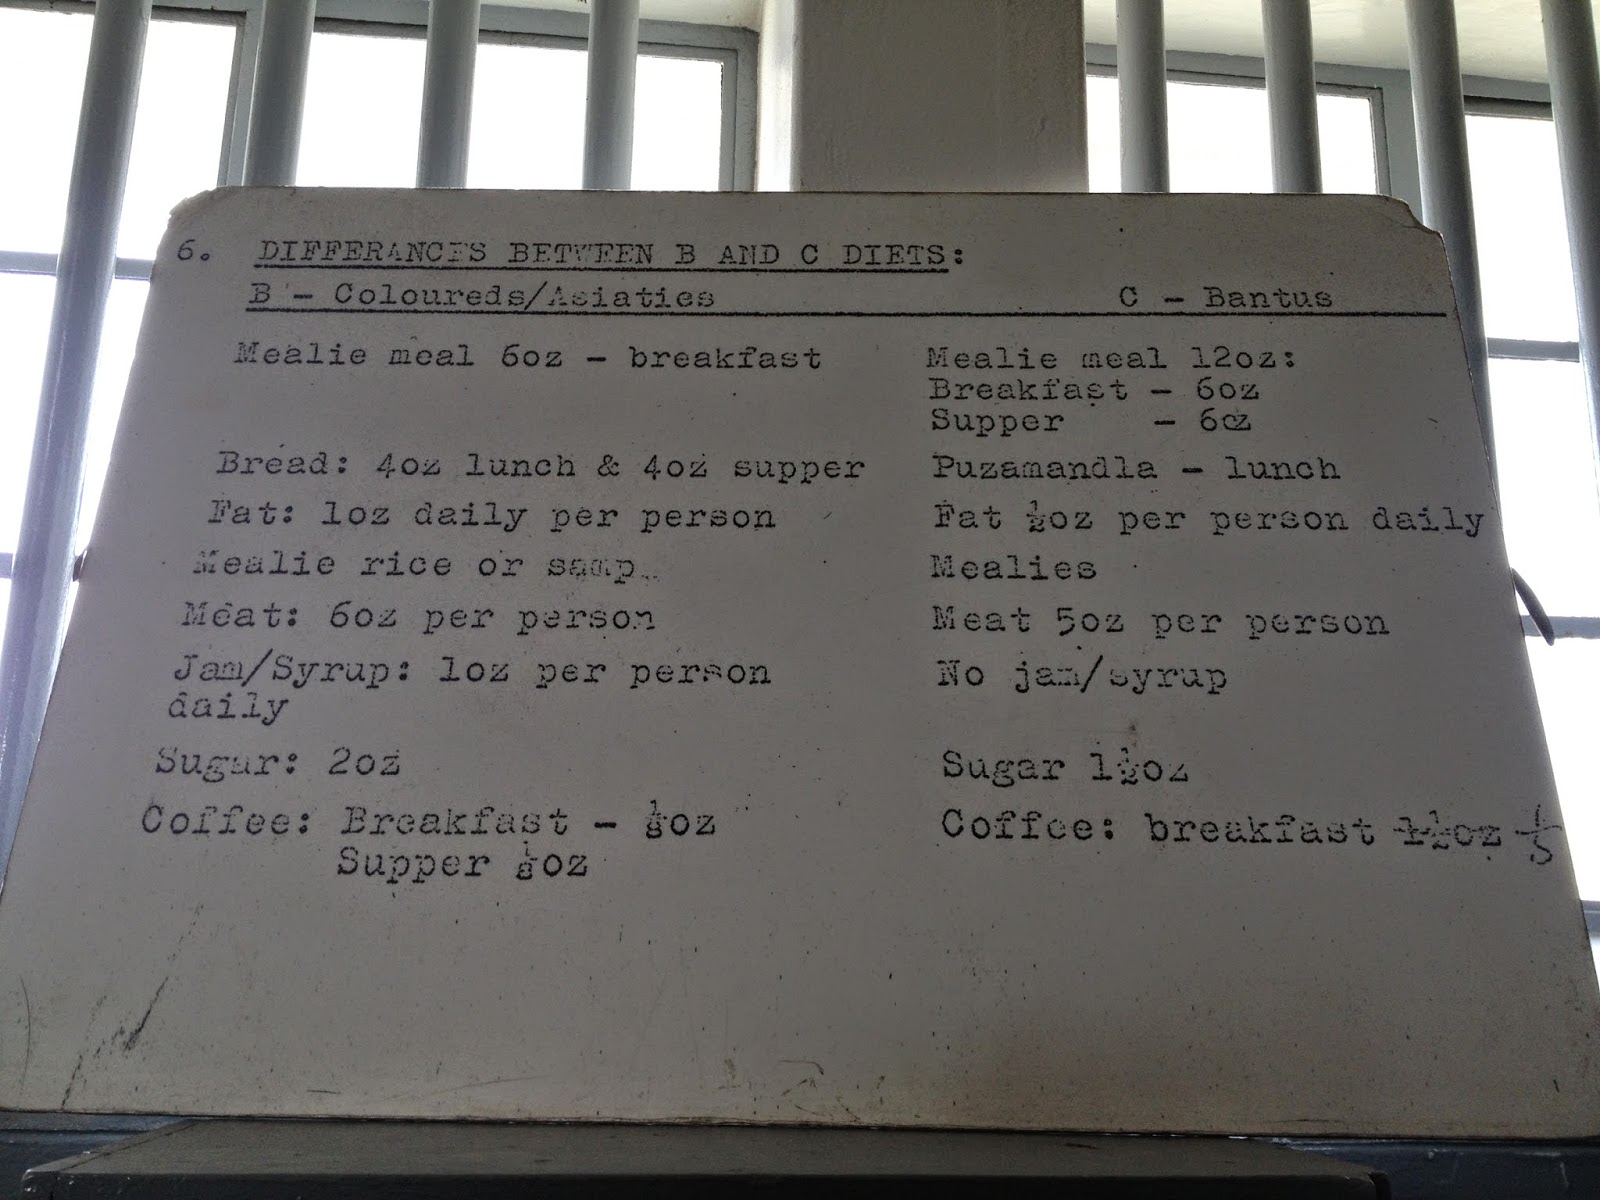 6. DIFFERANCES BETWEEN B AND C DIETS:
B - Coloureds/Asiaties C - Bantus
Mealie meal 6oz - breakfast Mealie meal 12oz:
Breakfast - 6oz
Supper - 6oz
Bread: 4oz lunch & 4oz supper Puzamandla - lunch
Fat: 1oz daily per person Fat ½oz per person daily
Mealie rice or samp Mealies
Meat: 6oz per person Meat 5oz per person
Jam/Syrup: 1oz per person No jam/syrup
daily
Sugar: 2oz Sugar 1½oz
Coffee: Breakfast - ⅛oz Coffee: breakfast 1½oz
Supper ⅛oz